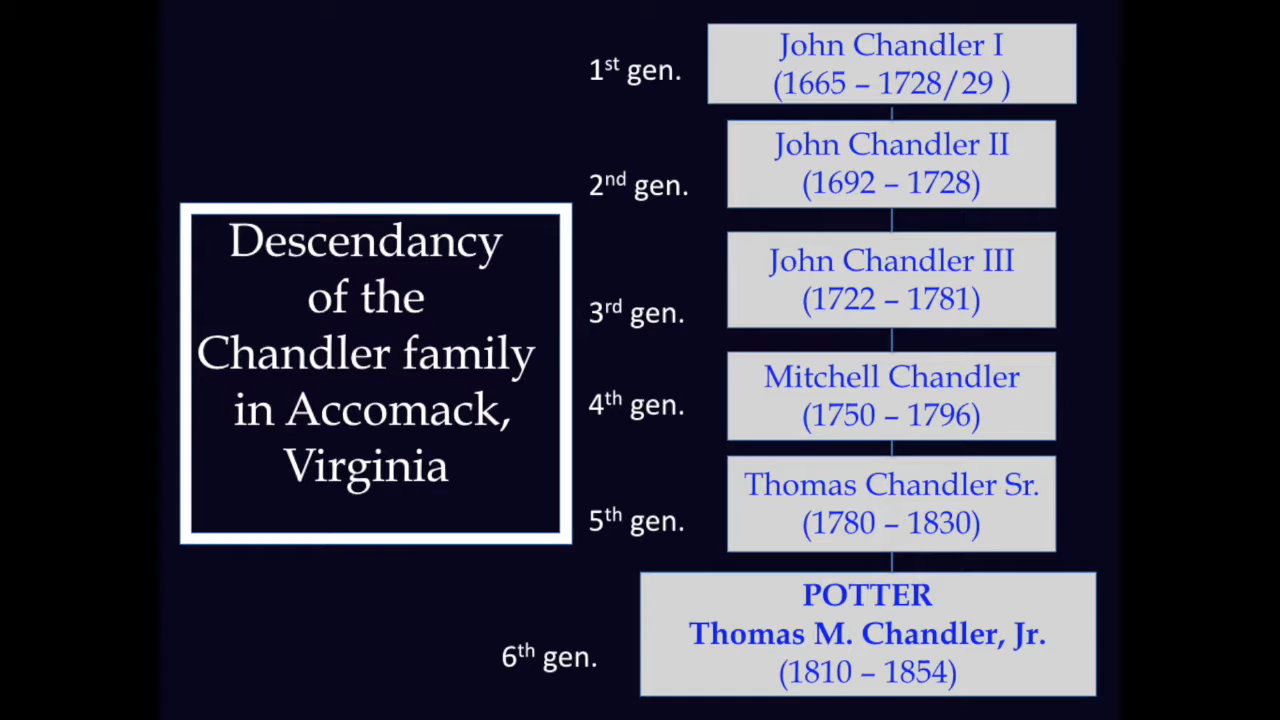 Descendancy
of the
Chandler family
in Accomack,
Virginia
1st gen.
John Chandler I
(1665 – 1728/29 )
2nd gen.
John Chandler II
(1692 – 1728)
3rd gen.
John Chandler III
(1722 – 1781)
4th gen.
Mitchell Chandler
(1750 – 1796)
5th gen.
Thomas Chandler Sr.
(1780 – 1830)
6th gen.
POTTER
Thomas M. Chandler, Jr.
(1810 – 1854)